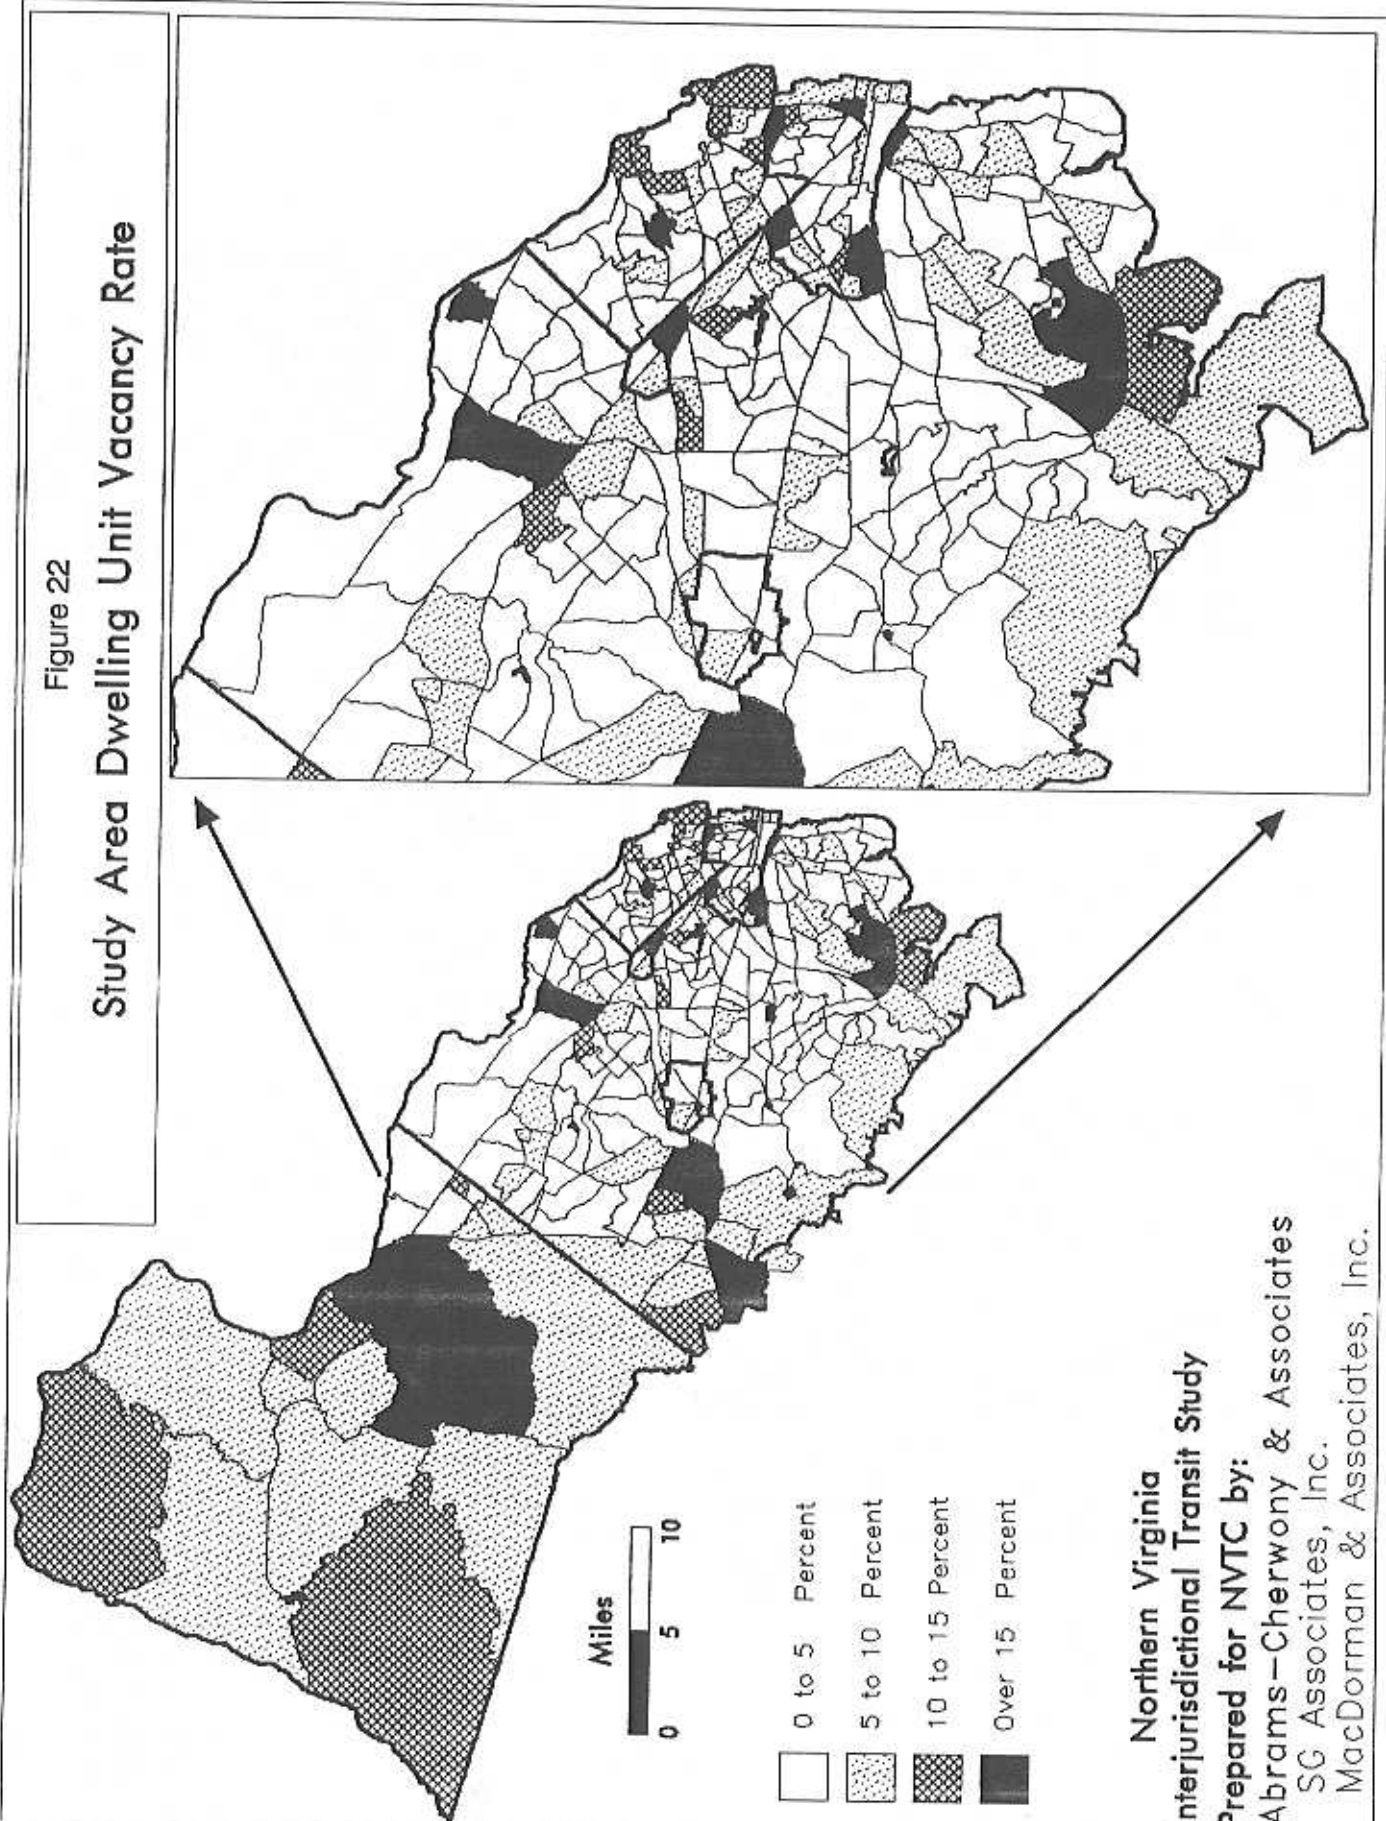 Figure 22
Study Area Dwelling Unit Vacancy Rate
Miles
0 5 10
0 to 5 Percent
5 to 10 Percent
10 to 15 Percent
Over 15 Percent
Northern Virginia
nterjurisdictional Transit Study
Prepared for NVTC by:
Abrams-Cherwony & Associates
SG Associates, Inc.
MacDorman & Associates, Inc.